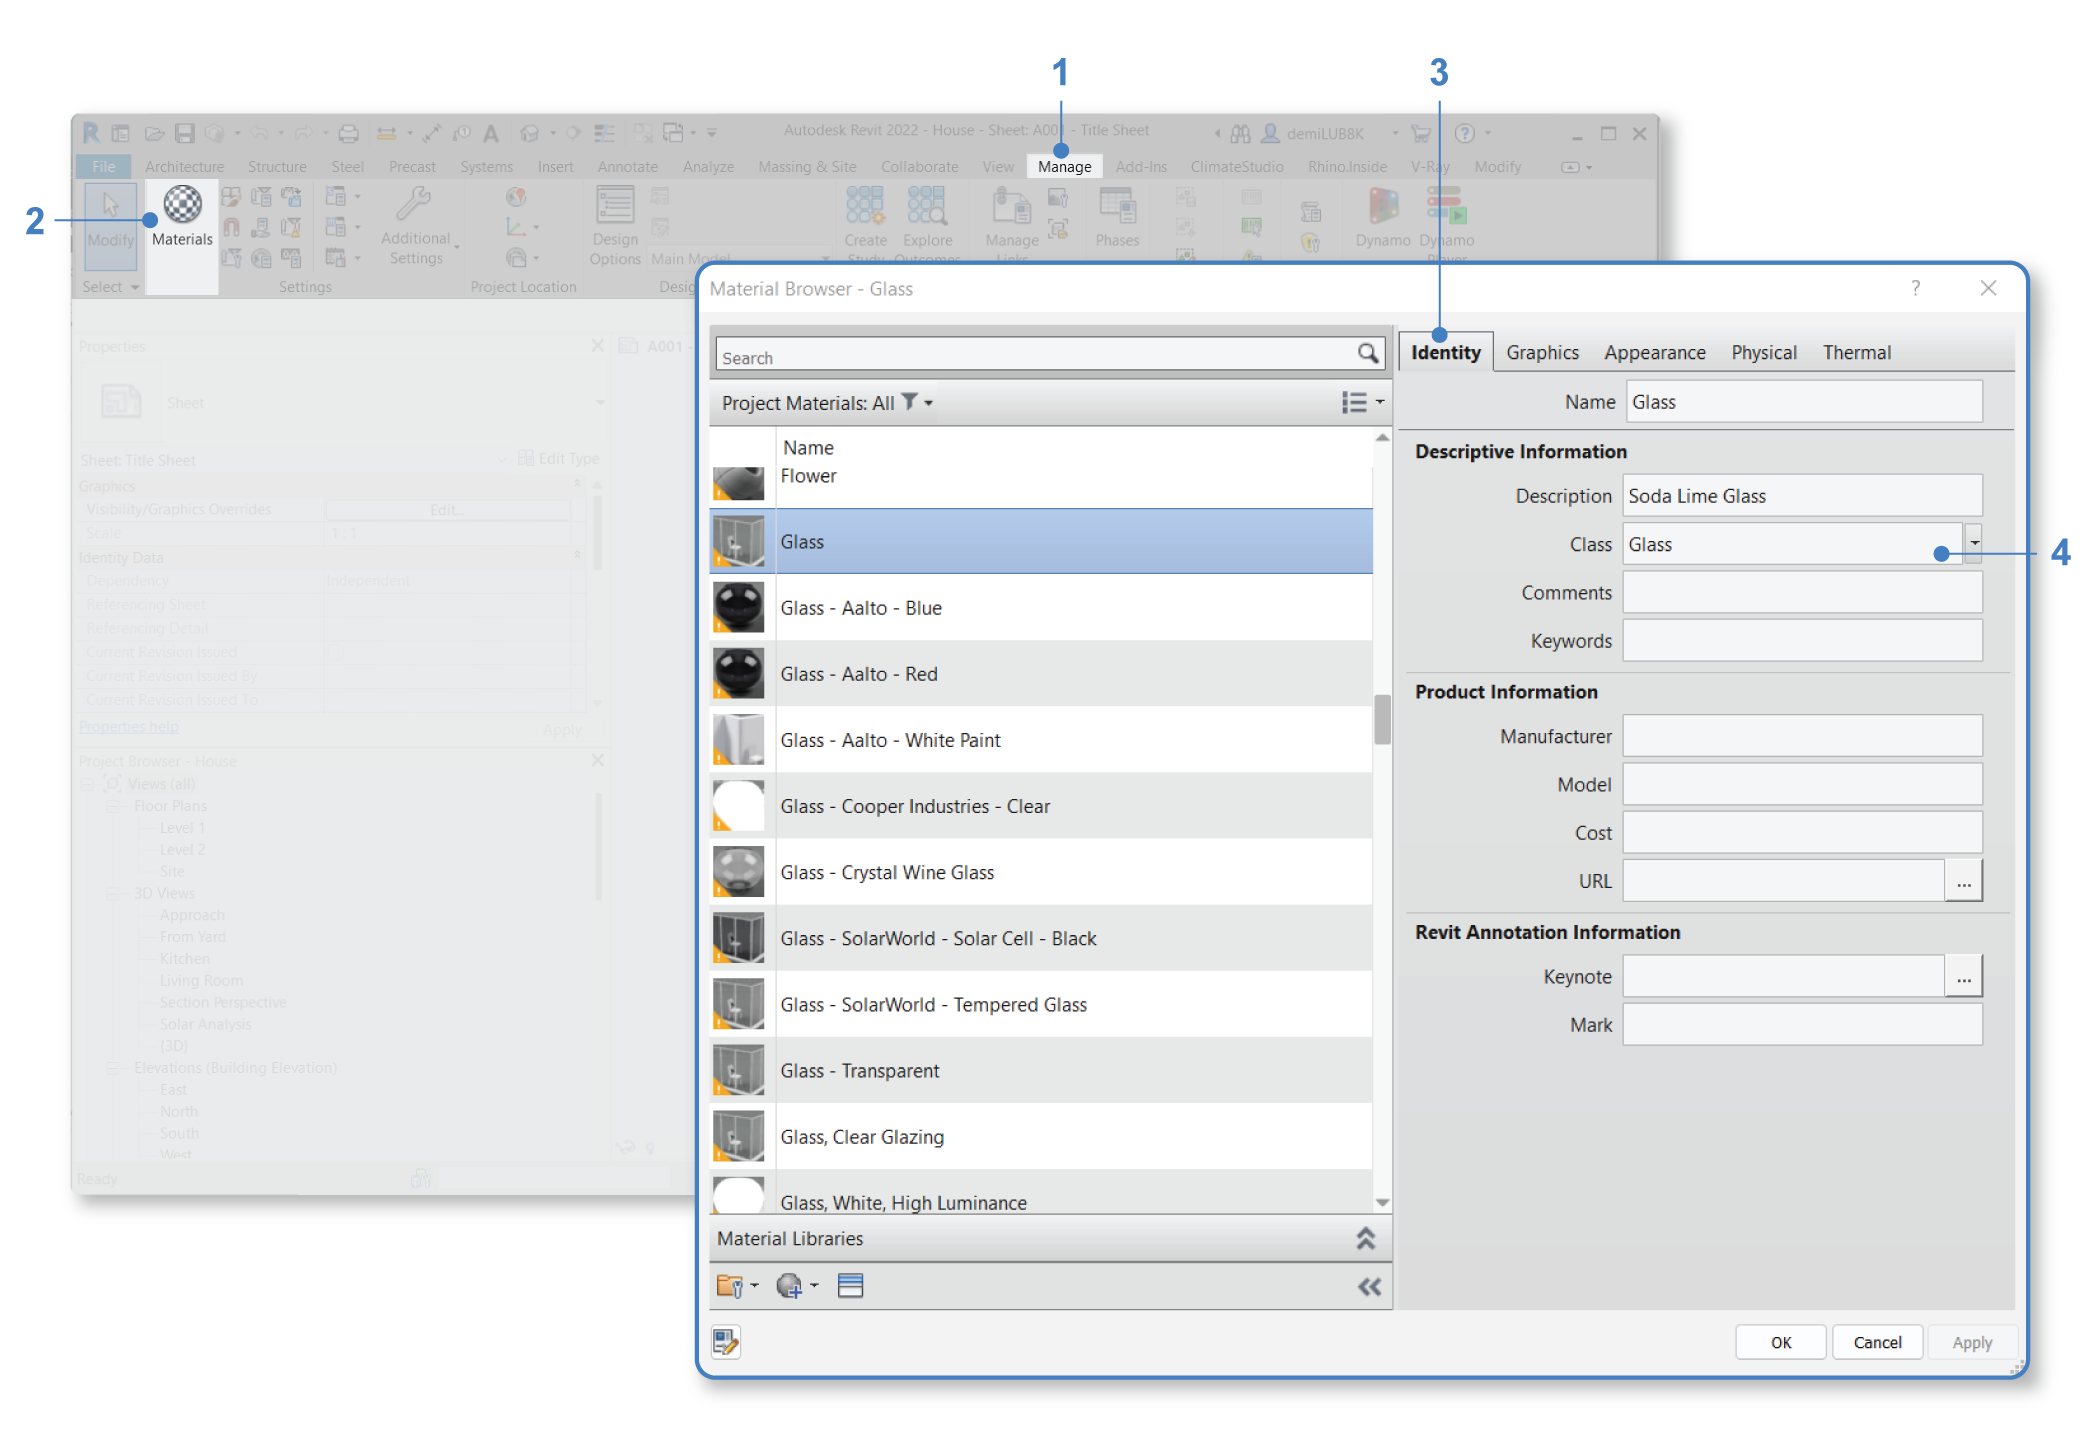 1
3
Autodesk Revit 2022 - House - Sheet: A001 - Title Sheet
demiLUB8K
File Architecture Structure Steel Precast Systems Insert Annotate Analyze Massing & Site Collaborate View Manage Add-Ins ClimateStudio Rhino.Inside V-Ray Modify
2
Modify
Materials
Additional Settings
Design Options
Main Model
Create Study
Explore Outcomes
Manage Links
Phases
Dynamo
Dynamo Player
Select
Settings
Project Location
Material Browser - Glass
Properties
A001 -
Sheet
Sheet: Title Sheet
Edit Type
Graphics
Visibility/Graphics Overrides Edit...
Scale 1 : 1
Identity Data
Dependency Independent
Referencing Sheet
Referencing Detail
Current Revision Issued
Current Revision Issued By
Current Revision Issued To
Properties help
Apply
Project Browser - House
Views (all)
Floor Plans
Level 1
Level 2
Site
3D Views
Approach
From Yard
Kitchen
Living Room
Section Perspective
Solar Analysis
{3D}
Elevations (Building Elevation)
East
North
South
West
Ready
Search
Project Materials: All
Name
Flower
Glass
Glass - Aalto - Blue
Glass - Aalto - Red
Glass - Aalto - White Paint
Glass - Cooper Industries - Clear
Glass - Crystal Wine Glass
Glass - SolarWorld - Solar Cell - Black
Glass - SolarWorld - Tempered Glass
Glass - Transparent
Glass, Clear Glazing
Glass, White, High Luminance
Material Libraries
Identity Graphics Appearance Physical Thermal
Name Glass
Descriptive Information
Description Soda Lime Glass
Class Glass
4
Comments
Keywords
Product Information
Manufacturer
Model
Cost
URL ...
Revit Annotation Information
Keynote ...
Mark
OK Cancel Apply